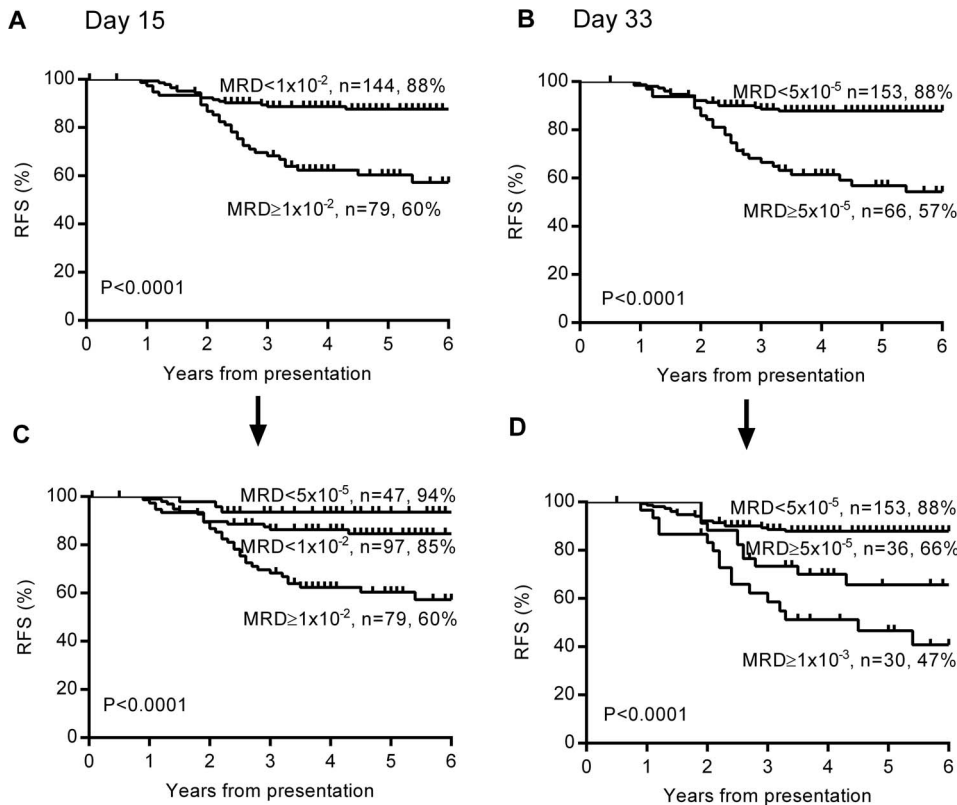 A Day 15
100
80
60
40
20
0
RFS (%)
MRD<1x10⁻², n=144, 88%
MRD≥1x10⁻², n=79, 60%
P<0.0001
0 1 2 3 4 5 6
Years from presentation
B Day 33
100
80
60
40
20
0
RFS (%)
MRD<5x10⁻⁵ n=153, 88%
MRD≥5x10⁻⁵, n=66, 57%
P<0.0001
0 1 2 3 4 5 6
Years from presentation
C
100
80
60
40
20
0
RFS (%)
MRD<5x10⁻⁵, n=47, 94%
MRD<1x10⁻², n=97, 85%
MRD≥1x10⁻², n=79, 60%
P<0.0001
0 1 2 3 4 5 6
Years from presentation
D
100
80
60
40
20
0
RFS (%)
MRD<5x10⁻⁵, n=153, 88%
MRD≥5x10⁻⁵, n=36, 66%
MRD≥1x10⁻³, n=30, 47%
P<0.0001
0 1 2 3 4 5 6
Years from presentation